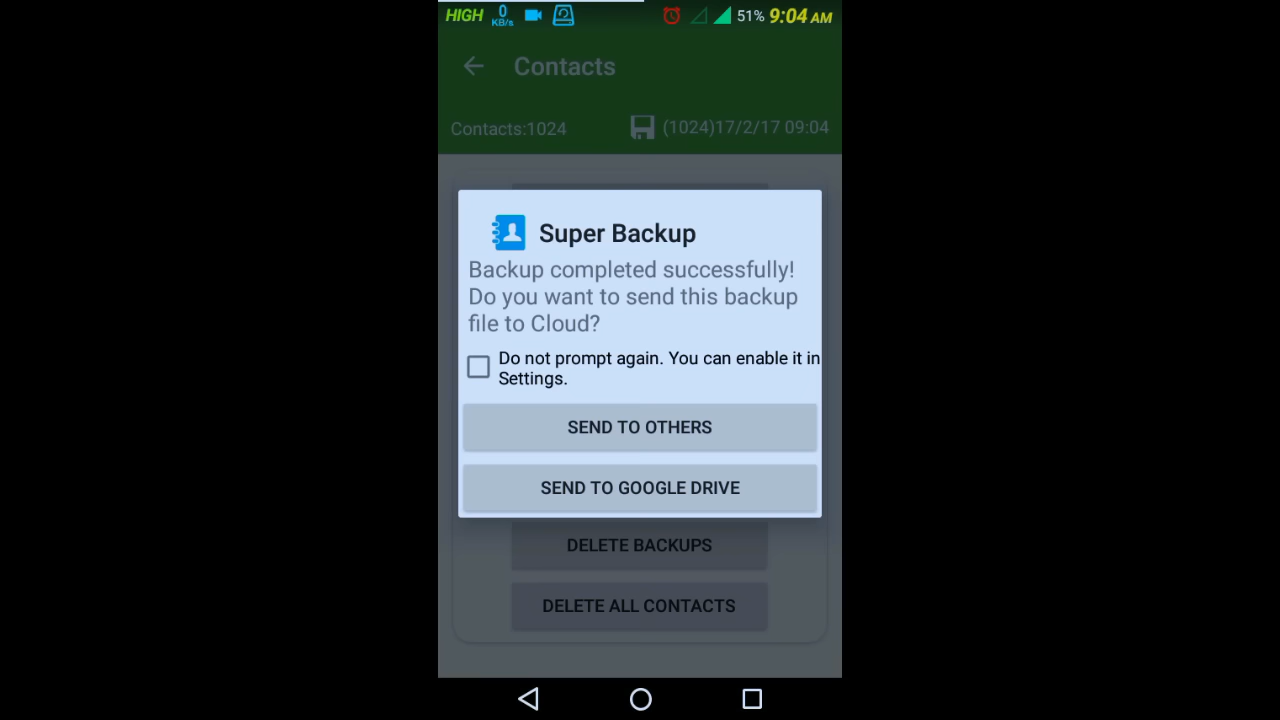 HIGH 0 KB/s 51% 9:04 AM
Contacts
Contacts:1024 (1024)17/2/17 09:04
Super Backup
Backup completed successfully!
Do you want to send this backup
file to Cloud?
Do not prompt again. You can enable it in
Settings.
SEND TO OTHERS
SEND TO GOOGLE DRIVE
DELETE BACKUPS
DELETE ALL CONTACTS